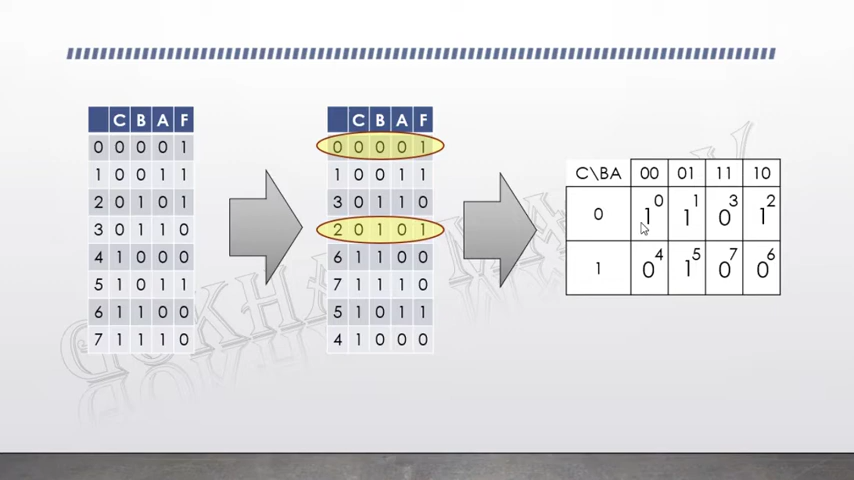 C B A F
0 0 0 0 1
1 0 0 1 1
2 0 1 0 1
3 0 1 1 0
4 1 0 0 0
5 1 0 1 1
6 1 1 0 0
7 1 1 1 0
C B A F
0 0 0 0 1
1 0 0 1 1
3 0 1 1 0
2 0 1 0 1
6 1 1 0 0
7 1 1 1 0
5 1 0 1 1
4 1 0 0 0
C\BA 00 01 11 10
0 1 0 1 1 0 3 1 2
1 0 4 1 5 0 7 0 6